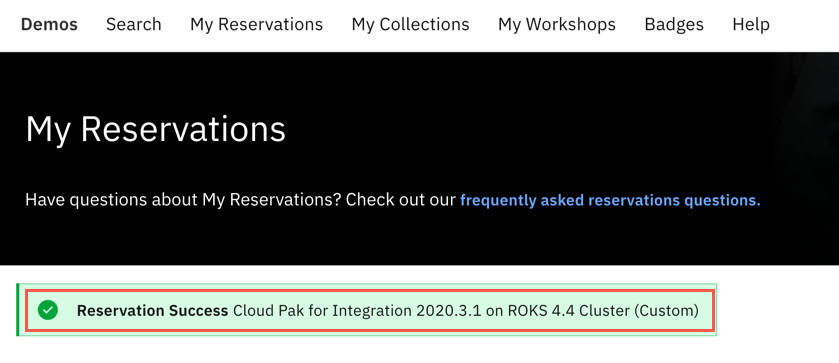 Demos Search My Reservations My Collections My Workshops Badges Help
My Reservations
Have questions about My Reservations? Check out our frequently asked reservations questions.
Reservation Success Cloud Pak for Integration 2020.3.1 on ROKS 4.4 Cluster (Custom)